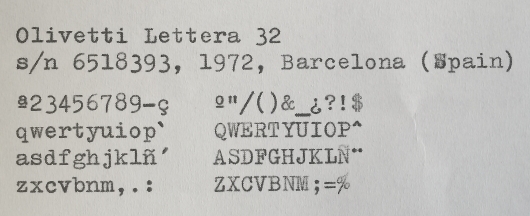 Olivetti Lettera 32
s/n 6518393, 1972, Barcelona (Spain)
ª23456789-ç	º"/()&_¿?!$
qwertyuiop`	QWERTYUIOP^
asdfghjklñ´	ASDFGHJKLÑ¨
zxcvbnm,.:	ZXCVBNM;=%